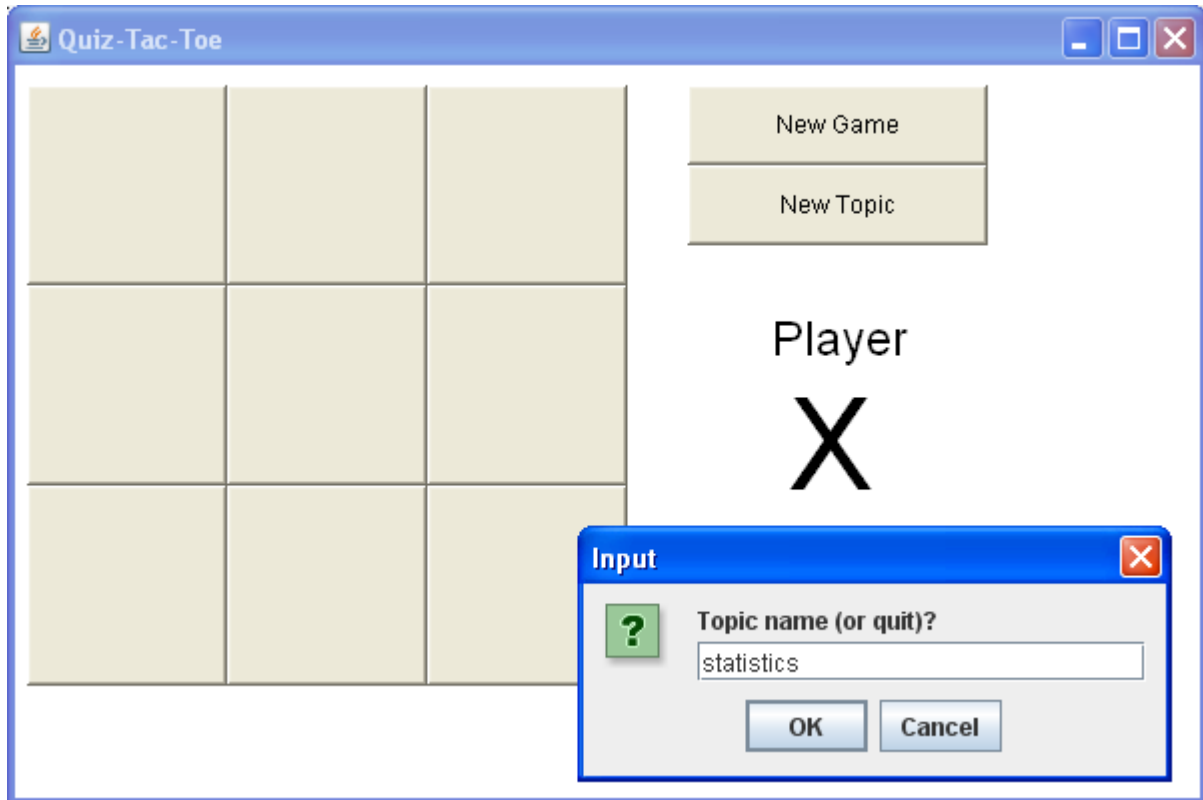 Quiz-Tac-Toe
New Game
New Topic
Player
X
Input
Topic name (or quit)?
statistics
OK
Cancel